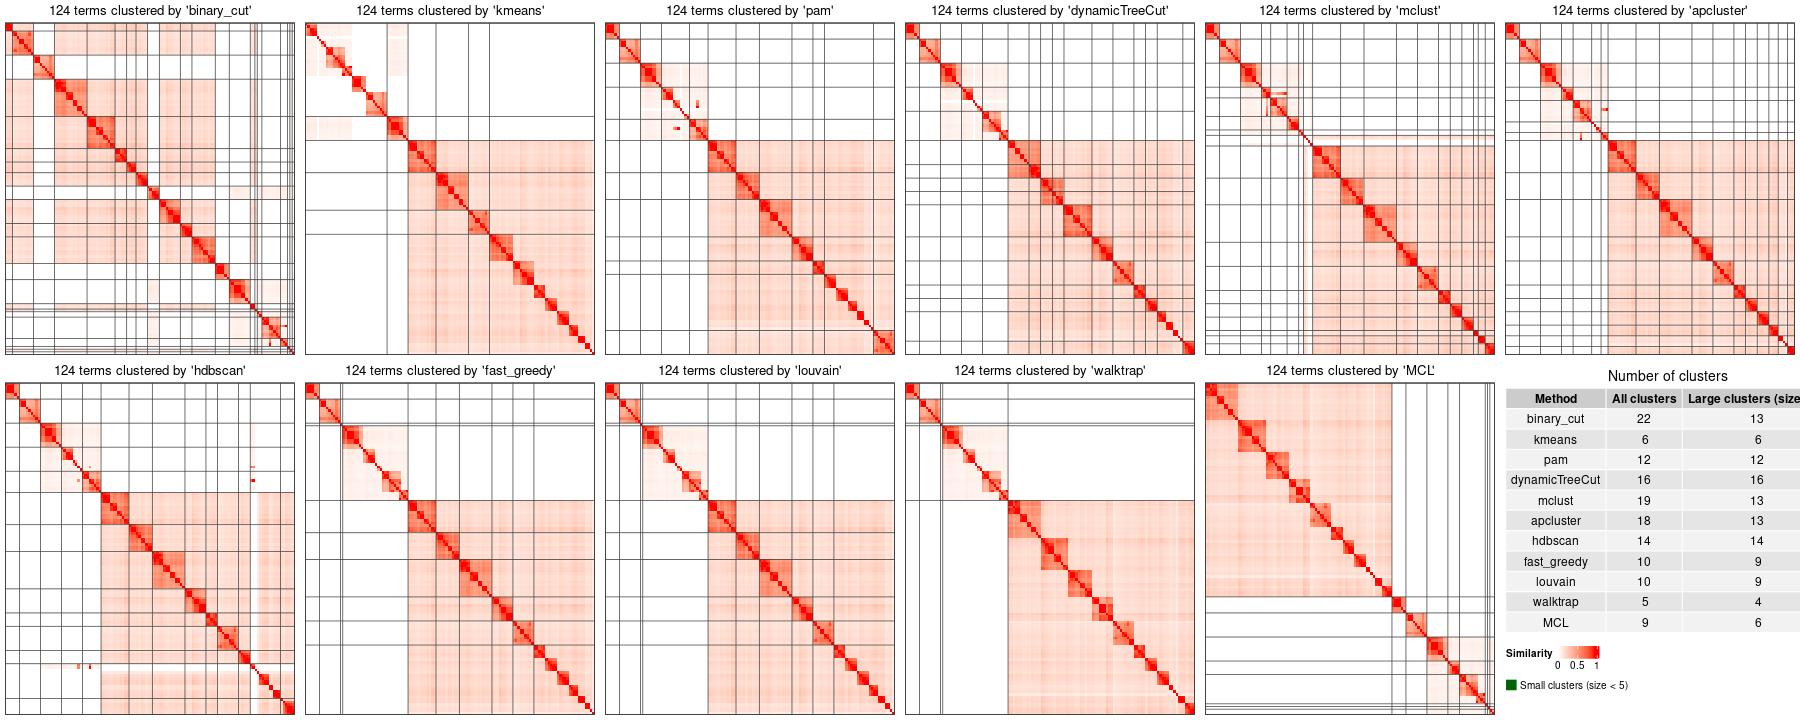 124 terms clustered by 'binary_cut'
124 terms clustered by 'kmeans'
124 terms clustered by 'pam'
124 terms clustered by 'dynamicTreeCut'
124 terms clustered by 'mclust'
124 terms clustered by 'apcluster'
124 terms clustered by 'hdbscan'
124 terms clustered by 'fast_greedy'
124 terms clustered by 'louvain'
124 terms clustered by 'walktrap'
124 terms clustered by 'MCL'
Number of clusters
Method All clusters Large clusters (size
binary_cut 22 13
kmeans 6 6
pam 12 12
dynamicTreeCut 16 16
mclust 19 13
apcluster 18 13
hdbscan 14 14
fast_greedy 10 9
louvain 10 9
walktrap 5 4
MCL 9 6
Similarity
0 0.5 1
Small clusters (size < 5)